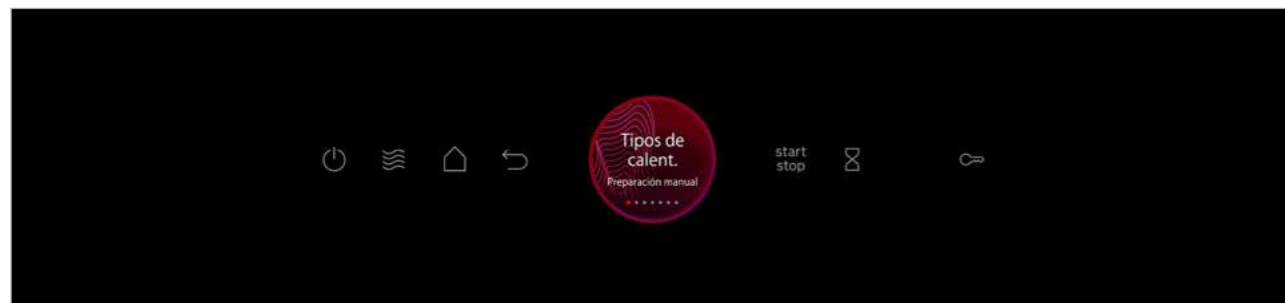 Tipos de
calent.
Preparación manual
start
stop